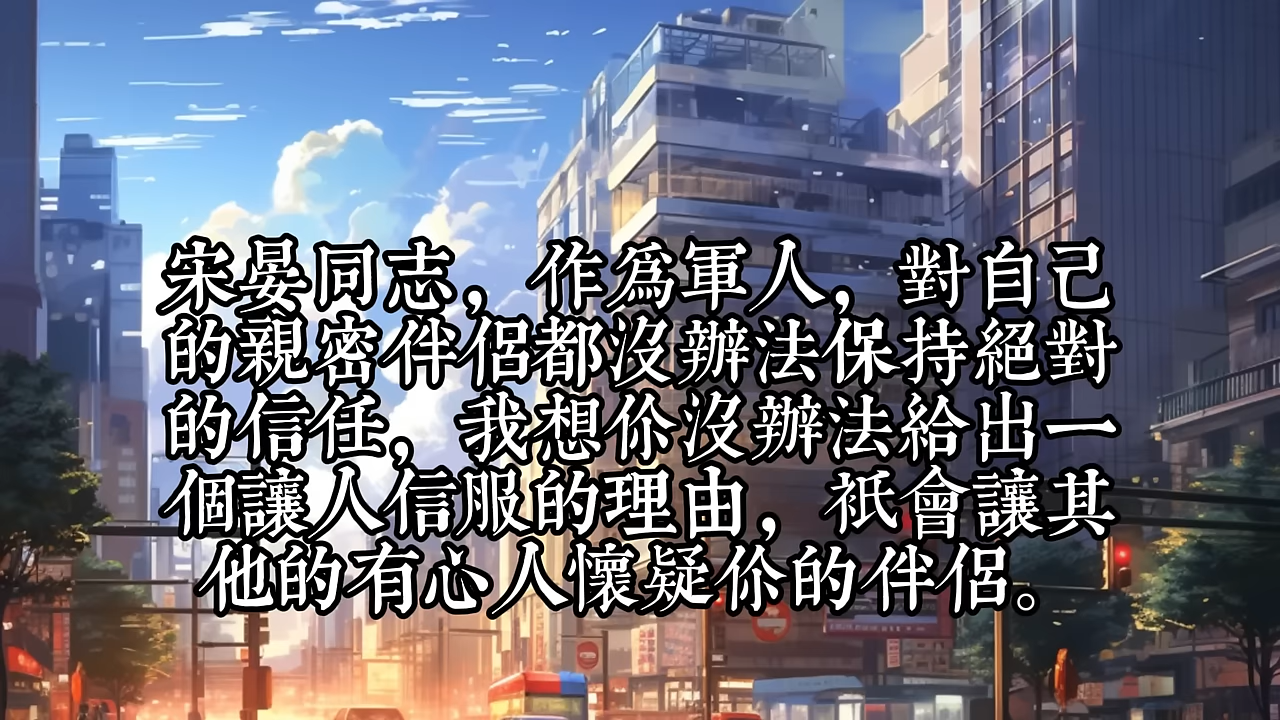 宋晏同志，作爲軍人，對自己
的親密伴侶都沒辦法保持絕對
的信任，我想你沒辦法給出一
個讓人信服的理由，衹會讓其
他的有心人懷疑你的伴侶。